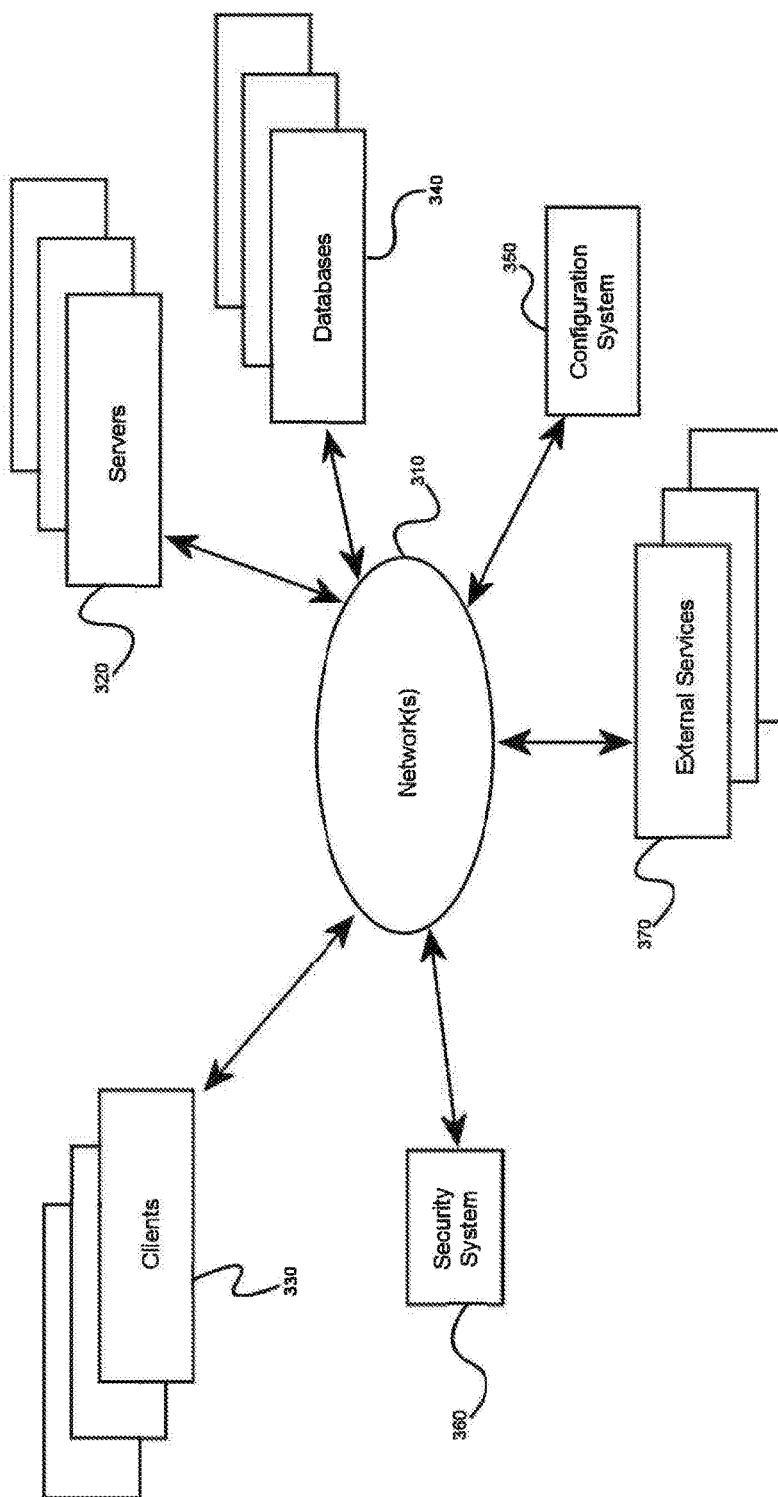 Servers
320
Databases
340
Clients
330
Network(s)
310
Configuration
System
350
Security
System
360
External Services
370